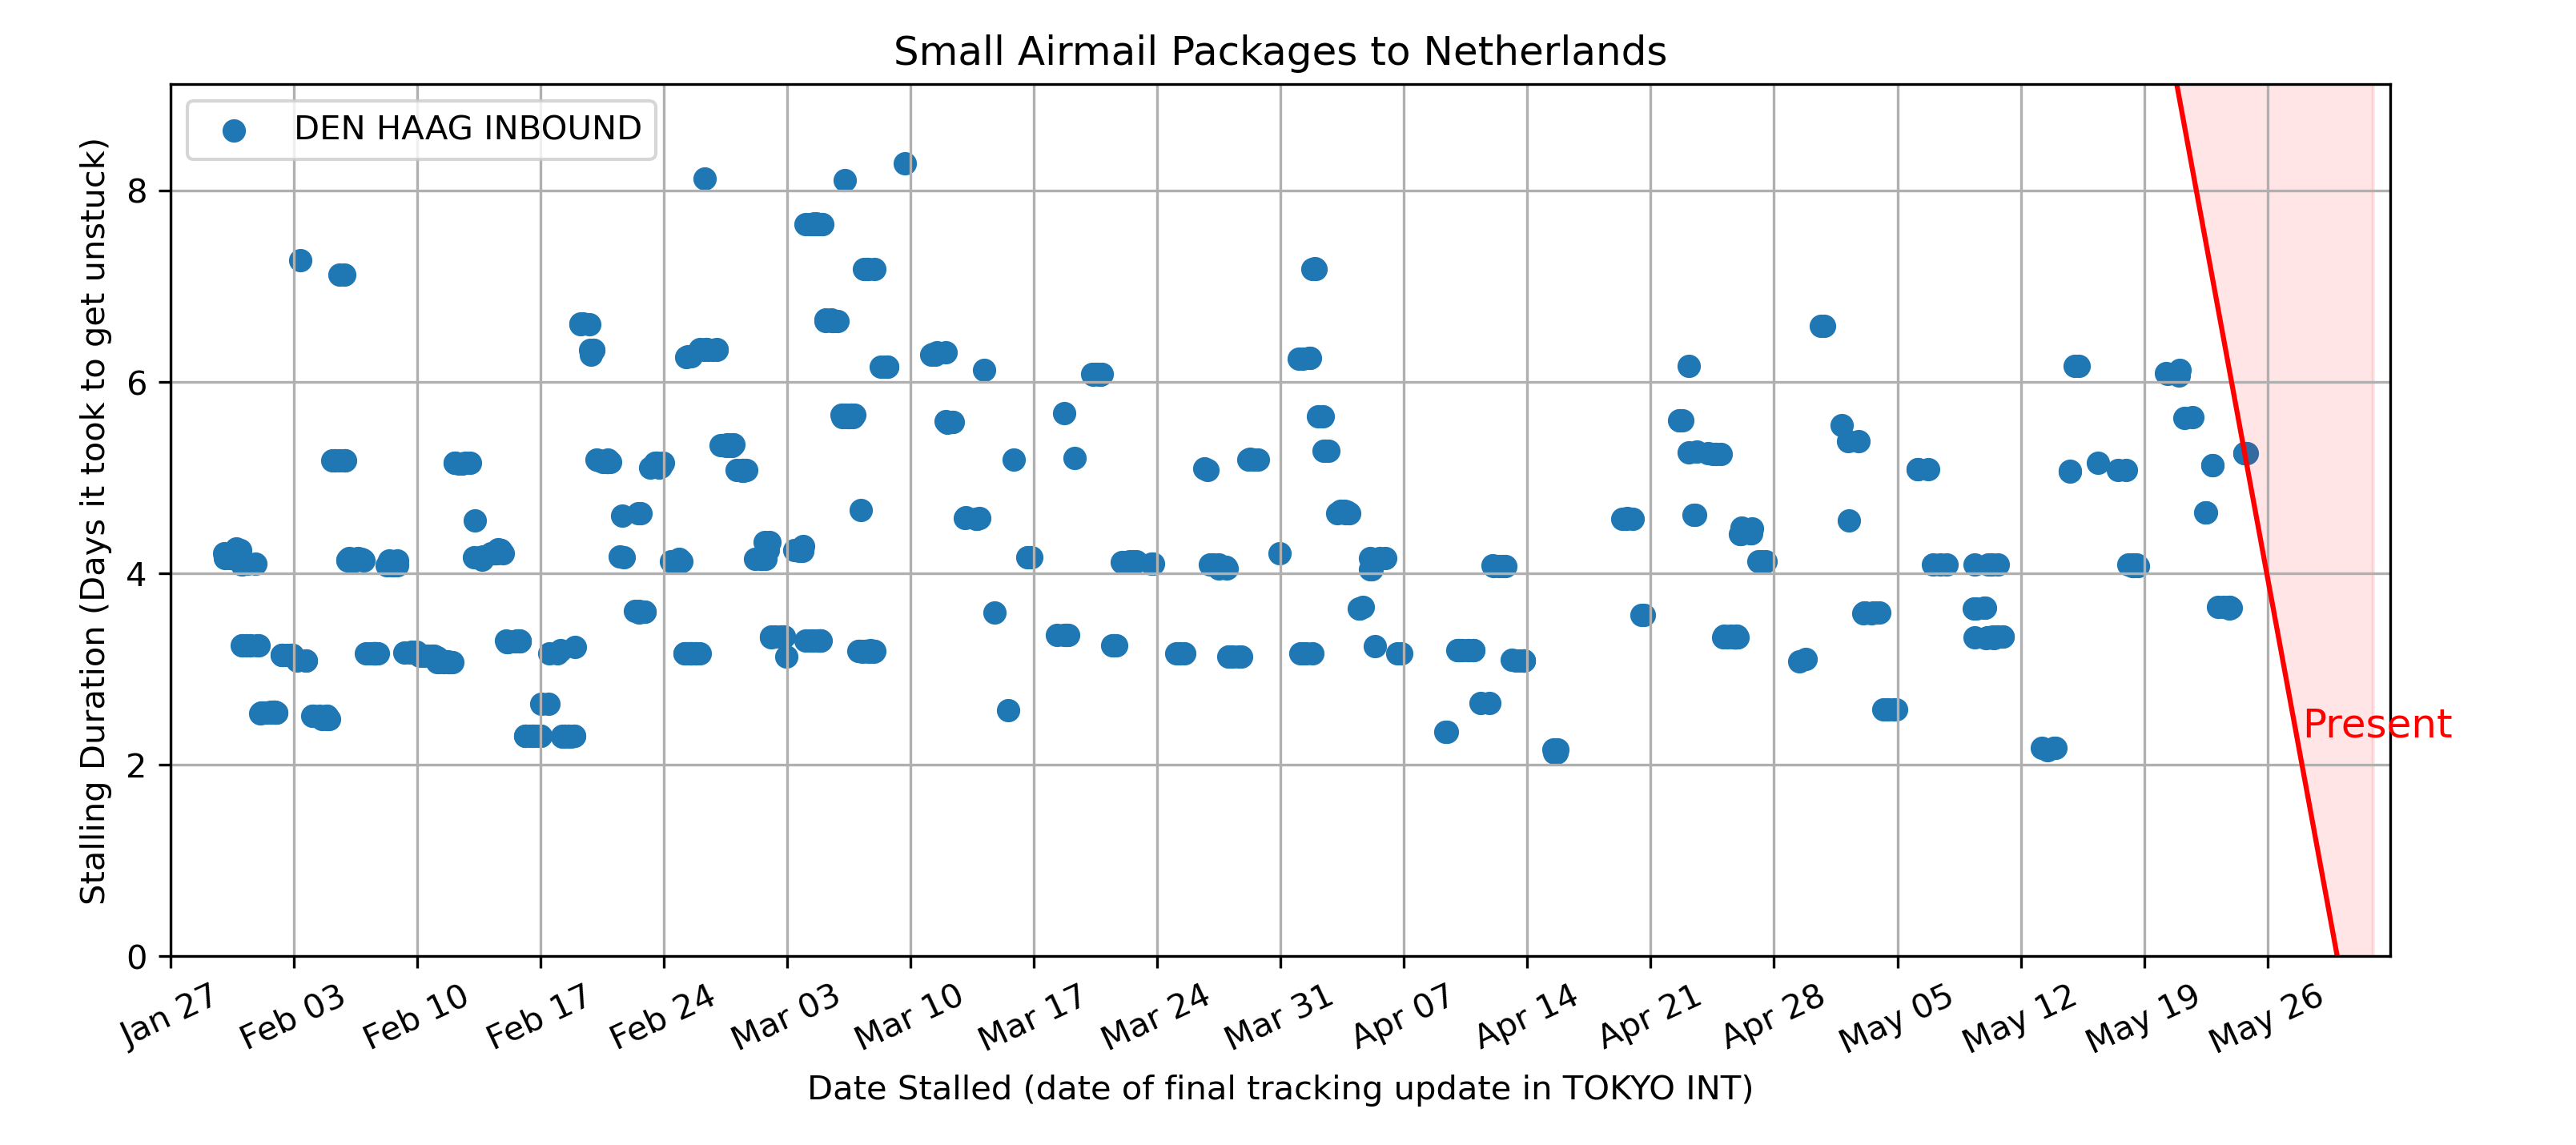 Small Airmail Packages to Netherlands
DEN HAAG INBOUND
Stalling Duration (Days it took to get unstuck)
8
6
4
2
0
Present
Jan 27
Feb 03
Feb 10
Feb 17
Feb 24
Mar 03
Mar 10
Mar 17
Mar 24
Mar 31
Apr 07
Apr 14
Apr 21
Apr 28
May 05
May 12
May 19
May 26
Date Stalled (date of final tracking update in TOKYO INT)